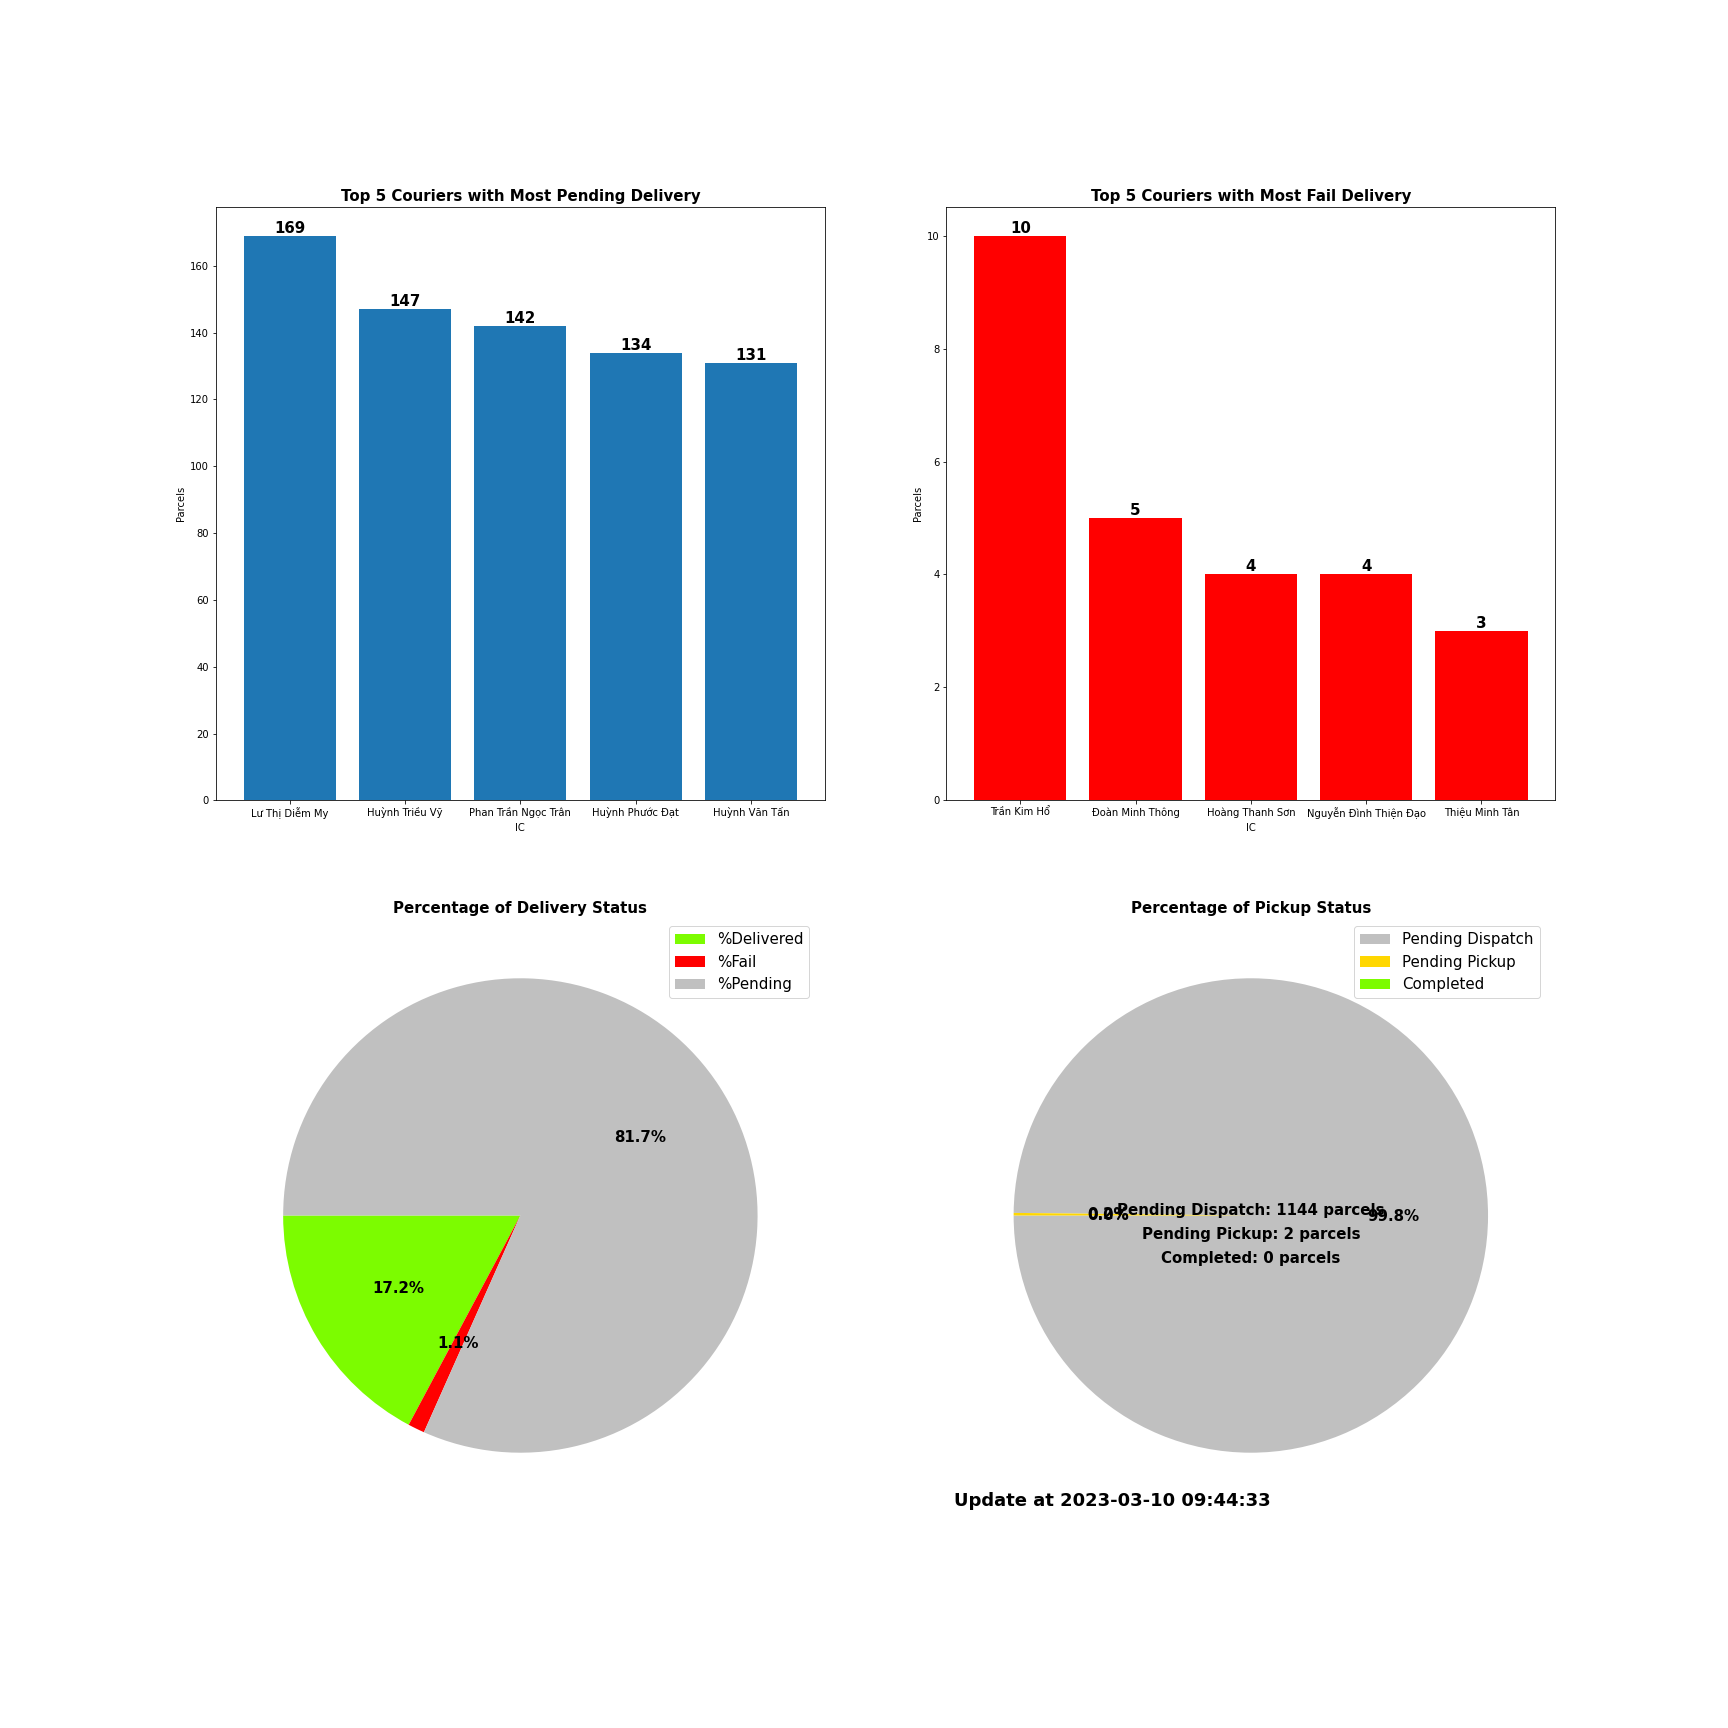 Top 5 Couriers with Most Pending Delivery
169
147
142
134
131
160
140
120
100
80
60
40
20
0
Parcels
Lư Thị Diễm My
Huỳnh Triều Vỹ
Phan Trần Ngọc Trân
Huỳnh Phước Đạt
Huỳnh Văn Tấn
IC
Top 5 Couriers with Most Fail Delivery
10
5
4
4
3
10
8
6
4
2
0
Parcels
Trần Kim Hổ
Đoàn Minh Thông
Hoàng Thanh Sơn
Nguyễn Đình Thiện Đạo
Thiệu Minh Tân
IC
Percentage of Delivery Status
%Delivered
%Fail
%Pending
81.7%
17.2%
1.1%
Percentage of Pickup Status
Pending Dispatch
Pending Pickup
Completed
Pending Dispatch: 1144 parcels
99.8%
Pending Pickup: 2 parcels
Completed: 0 parcels
Update at 2023-03-10 09:44:33